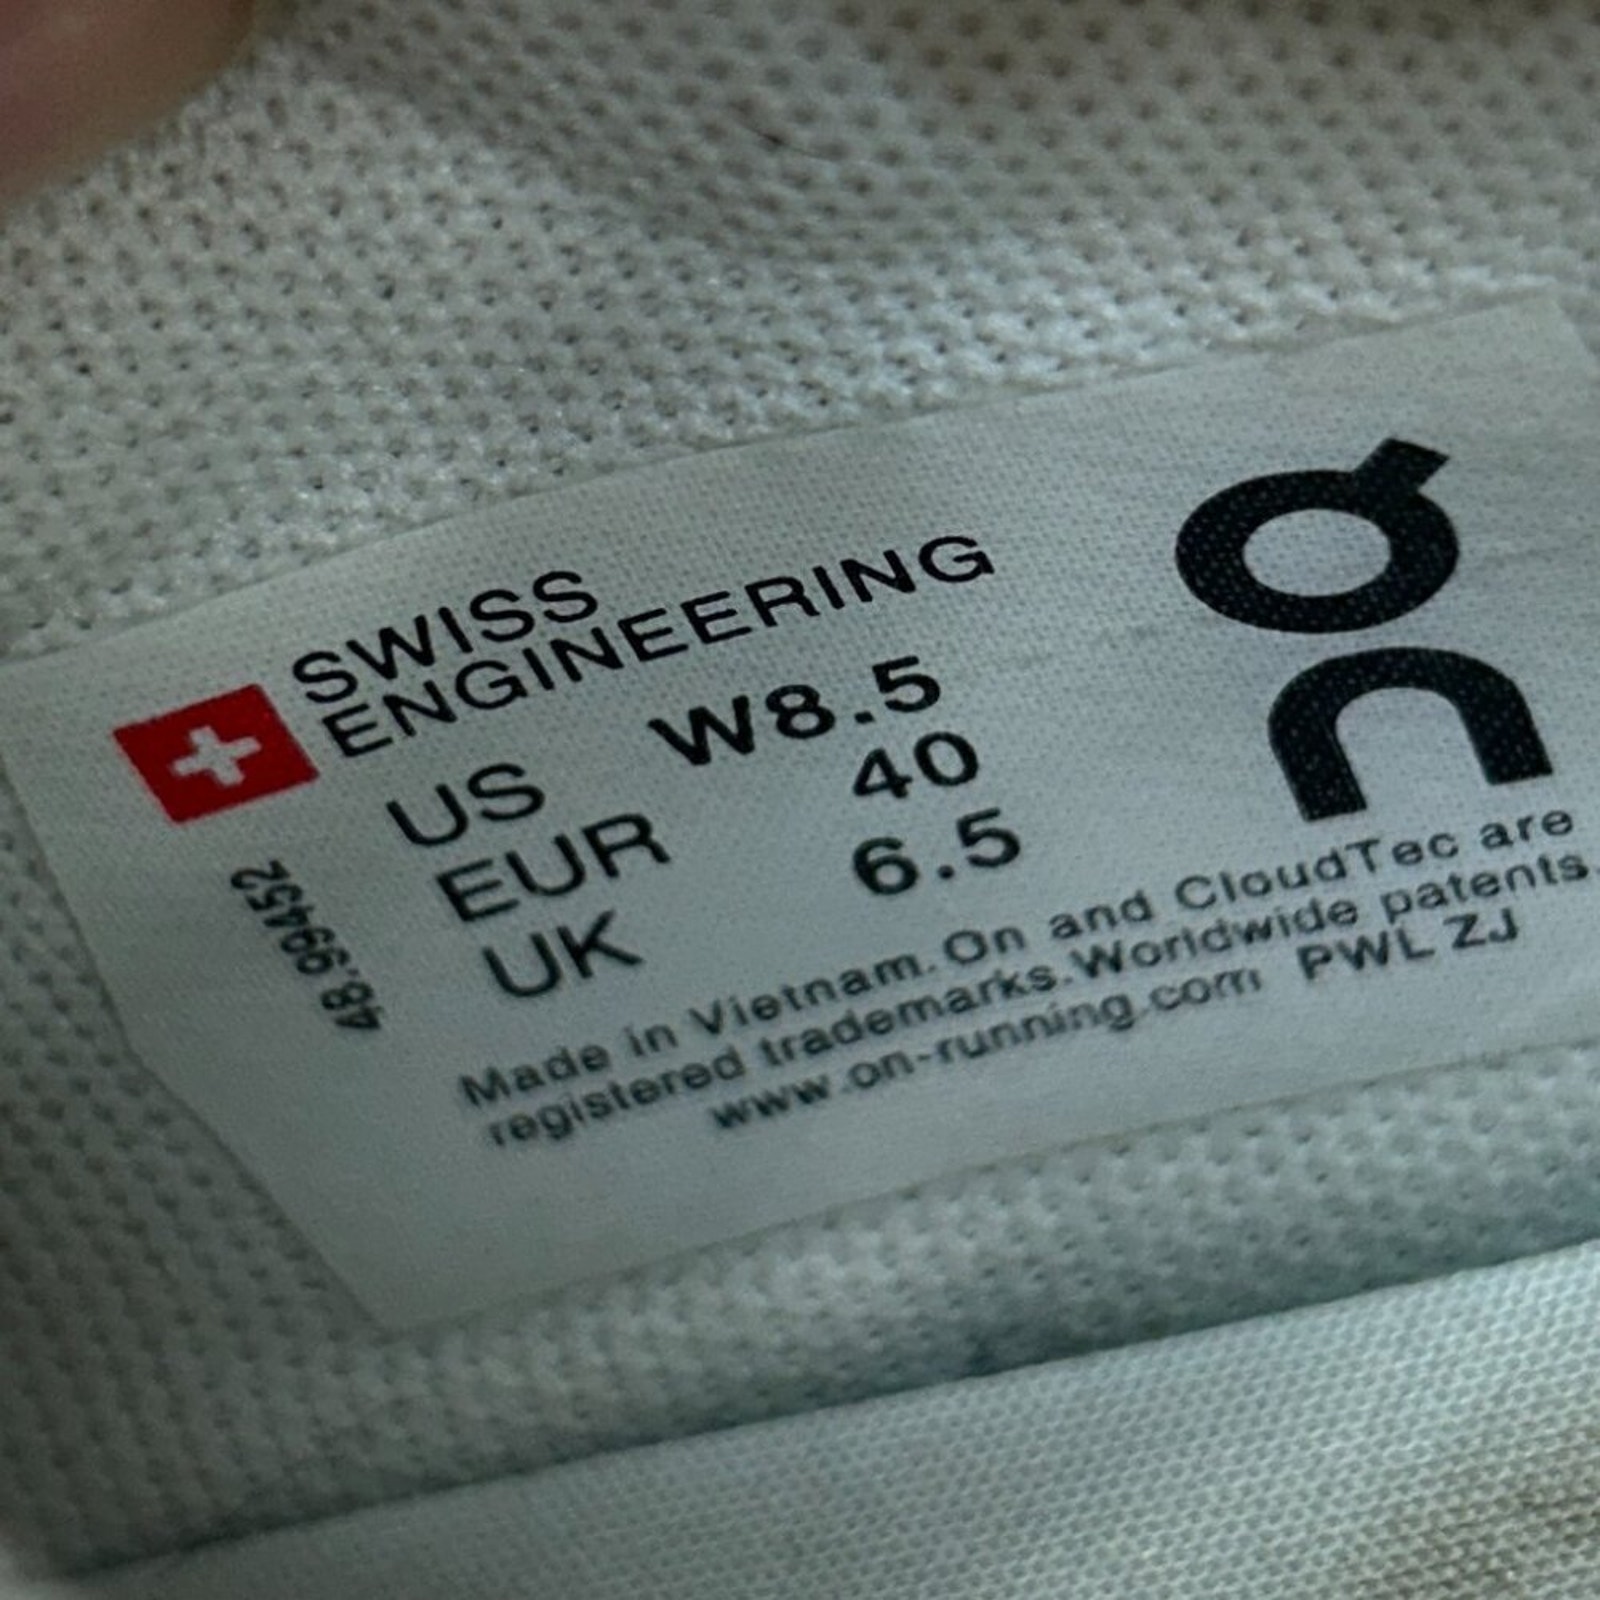 SWISS
ENGINEERING
US W8.5
EUR 40
UK 6.5
48.99452
on
Made in Vietnam. On and CloudTec are
registered trademarks. Worldwide patents.
www.on-running.com PWL ZJ